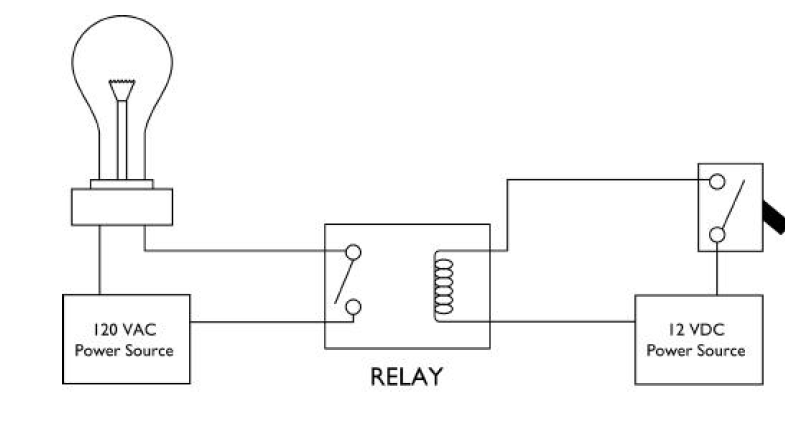 120 VAC
Power Source
RELAY
12 VDC
Power Source